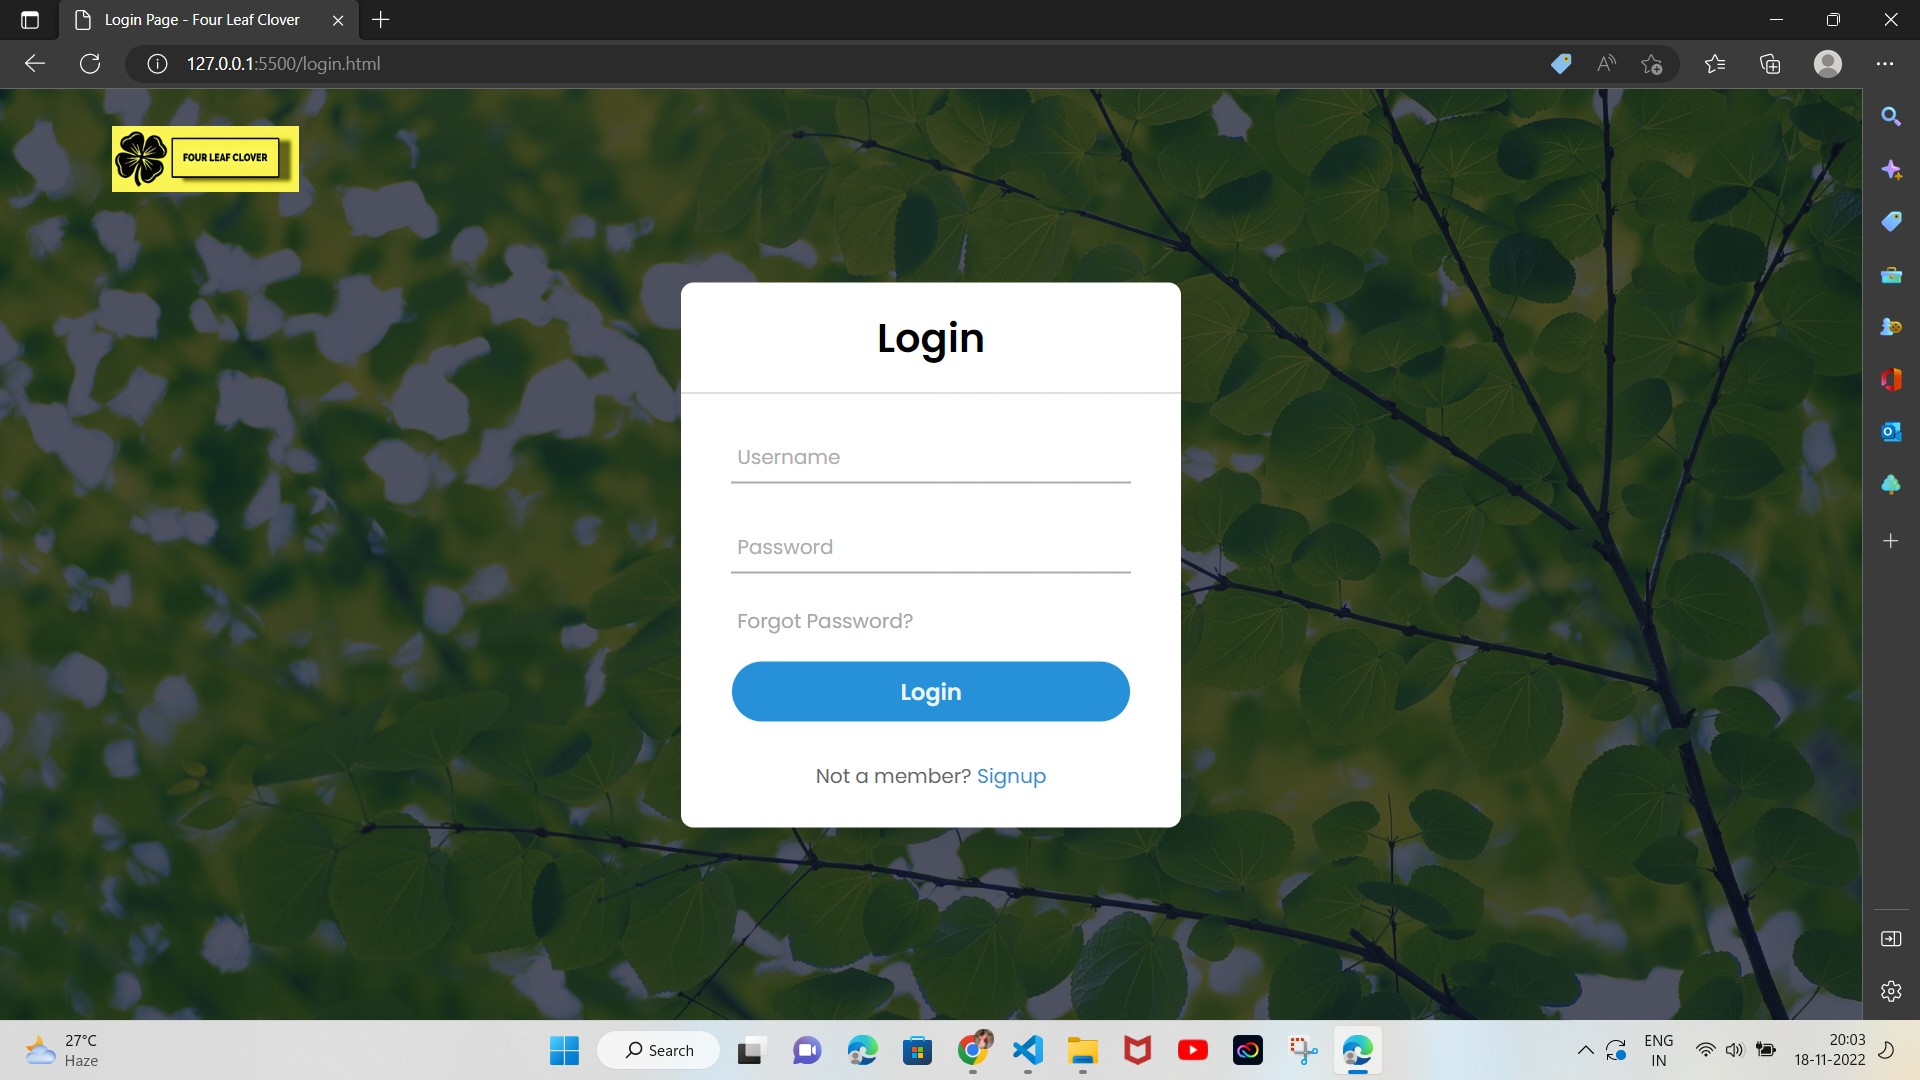 Login Page - Four Leaf Clover
127.0.0.1:5500/login.html
FOUR LEAF CLOVER
Login
Username
Password
Forgot Password?
Login
Not a member? Signup
27°C
Haze
Search
ENG
IN
20:03
18-11-2022